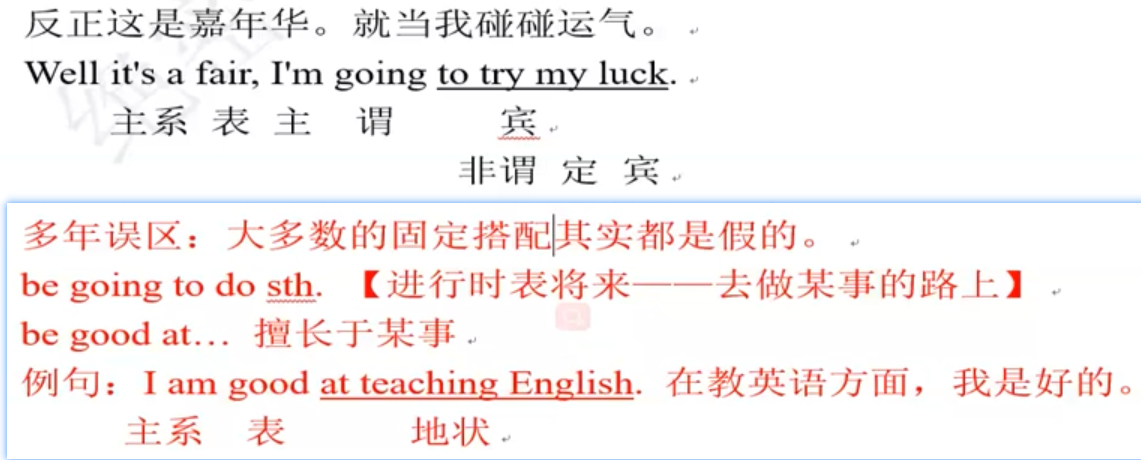 反正这是嘉年华。就当我碰碰运气。
Well it's a fair, I'm going to try my luck.
主系 表 主 谓 宾
非谓 定 宾
多年误区：大多数的固定搭配其实都是假的。
be going to do sth. 【进行时表将来——去做某事的路上】
be good at… 擅长于某事
例句：I am good at teaching English. 在教英语方面，我是好的。
主系 表 地状